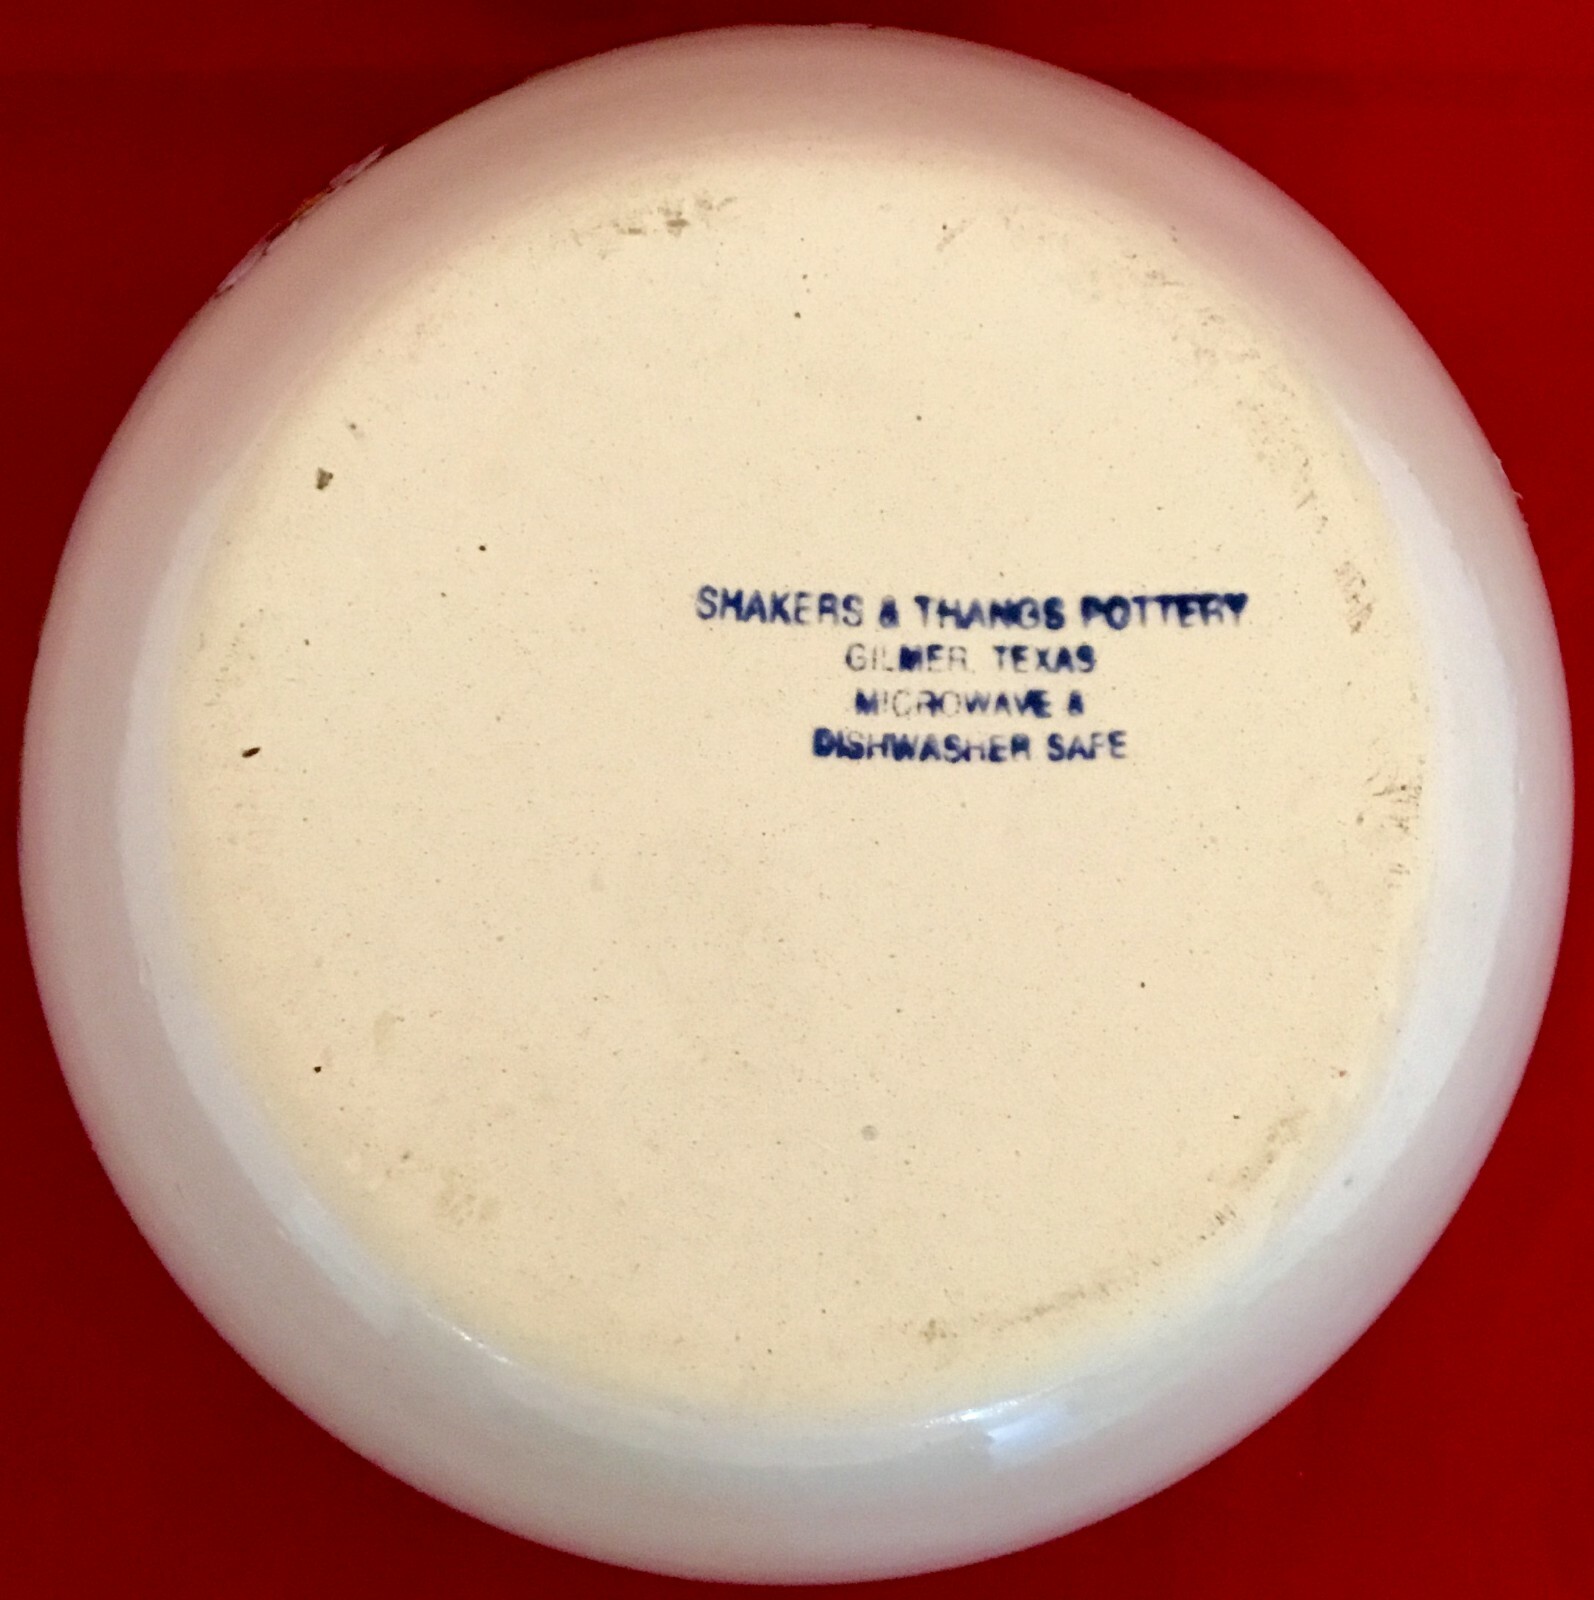 SHAKERS & THANGS POTTERY
GILMER, TEXAS
MICROWAVE &
DISHWASHER SAFE